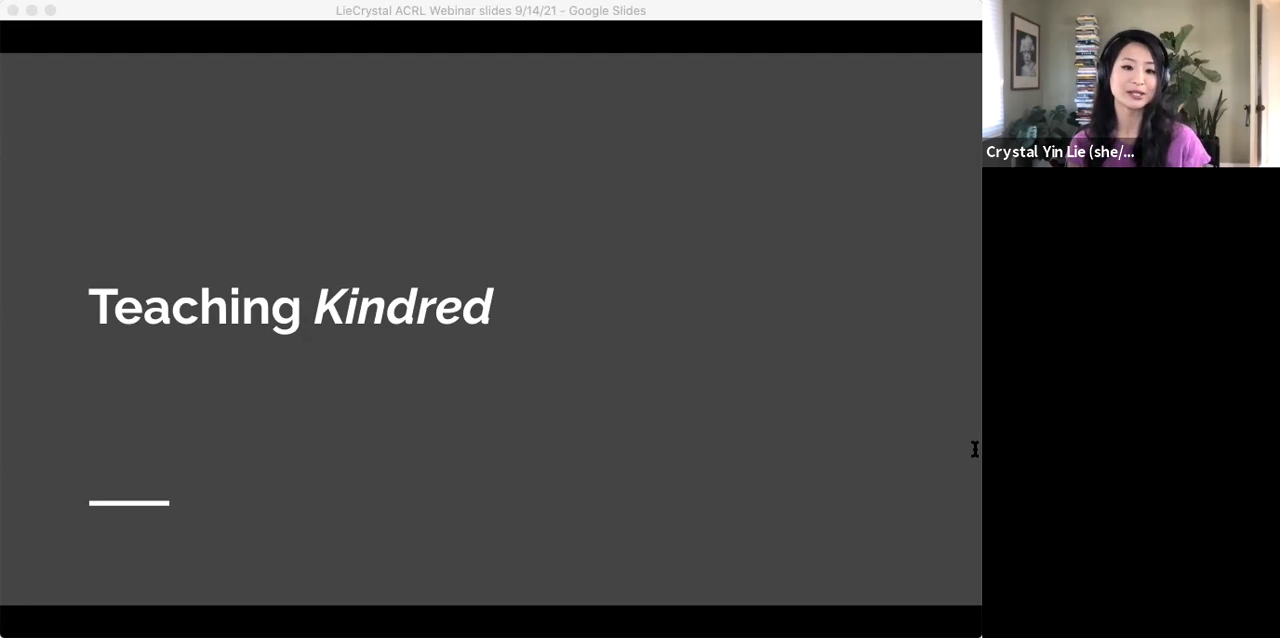 LieCrystal ACRL Webinar slides 9/14/21 - Google Slides
Teaching Kindred
Crystal Yin Lie (she/...